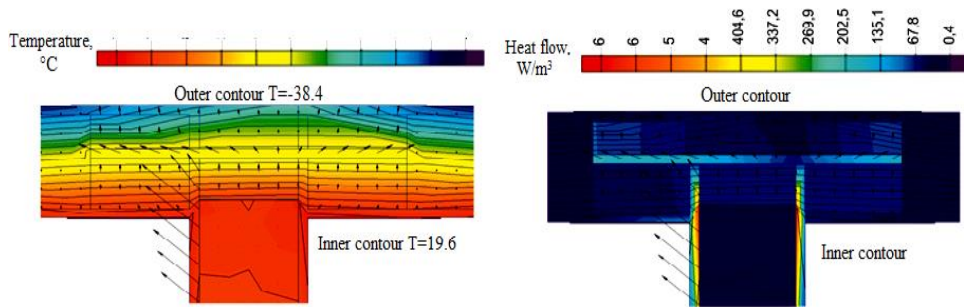 Temperature,
°C
Outer contour T=-38.4
Inner contour T=19.6
Heat flow,
W/m³
6
6
5
4
404,6
337,2
269,9
202,5
135,1
67,8
0,4
Outer contour
Inner contour